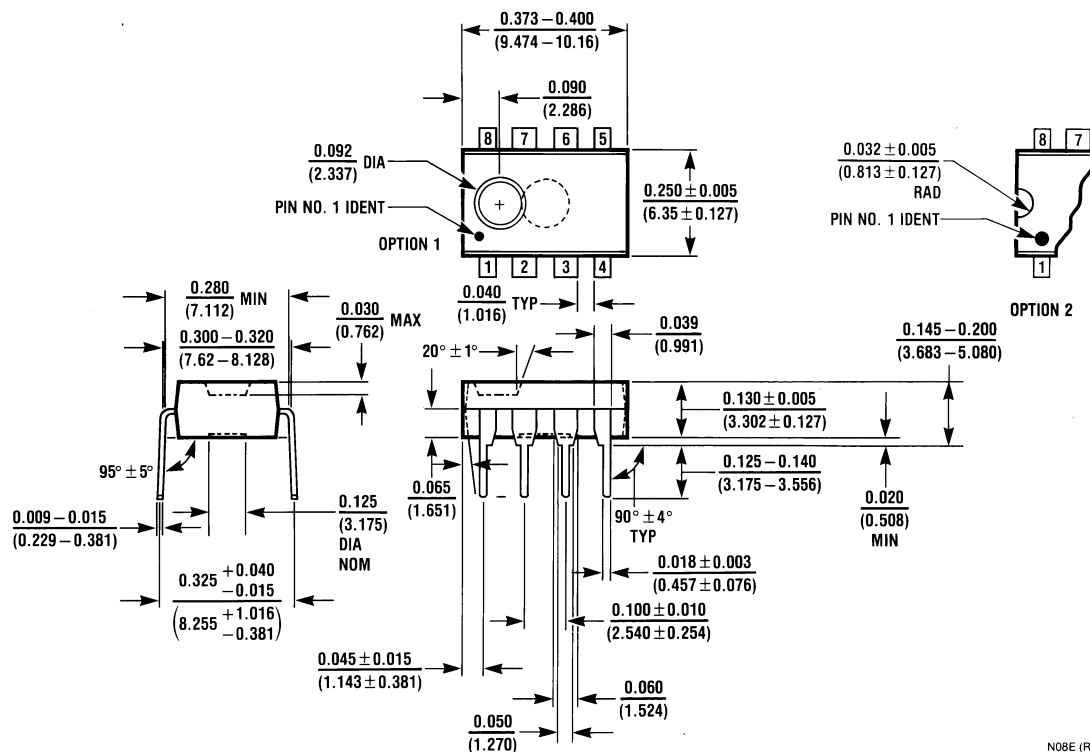 0.373 – 0.400
(9.474 – 10.16)
0.090
(2.286)
8 7 6 5
0.092
(2.337) DIA
PIN NO. 1 IDENT
OPTION 1
0.250 ± 0.005
(6.35 ± 0.127)
1 2 3 4
8 7
0.032 ± 0.005
(0.813 ± 0.127)
RAD
PIN NO. 1 IDENT
1
OPTION 2
0.280
(7.112) MIN
0.300 – 0.320
(7.62 – 8.128)
0.030
(0.762) MAX
0.040
(1.016) TYP
0.039
(0.991)
20° ± 1°
0.145 – 0.200
(3.683 – 5.080)
0.130 ± 0.005
(3.302 ± 0.127)
95° ± 5°
0.065
(1.651)
0.125 – 0.140
(3.175 – 3.556)
90° ± 4°
TYP
0.020
(0.508)
MIN
0.009 – 0.015
(0.229 – 0.381)
0.125
(3.175)
DIA
NOM
0.018 ± 0.003
(0.457 ± 0.076)
0.325 +0.040
–0.015
(8.255 +1.016
–0.381)
0.100 ± 0.010
(2.540 ± 0.254)
0.045 ± 0.015
(1.143 ± 0.381)
0.060
(1.524)
0.050
(1.270)
N08E (R